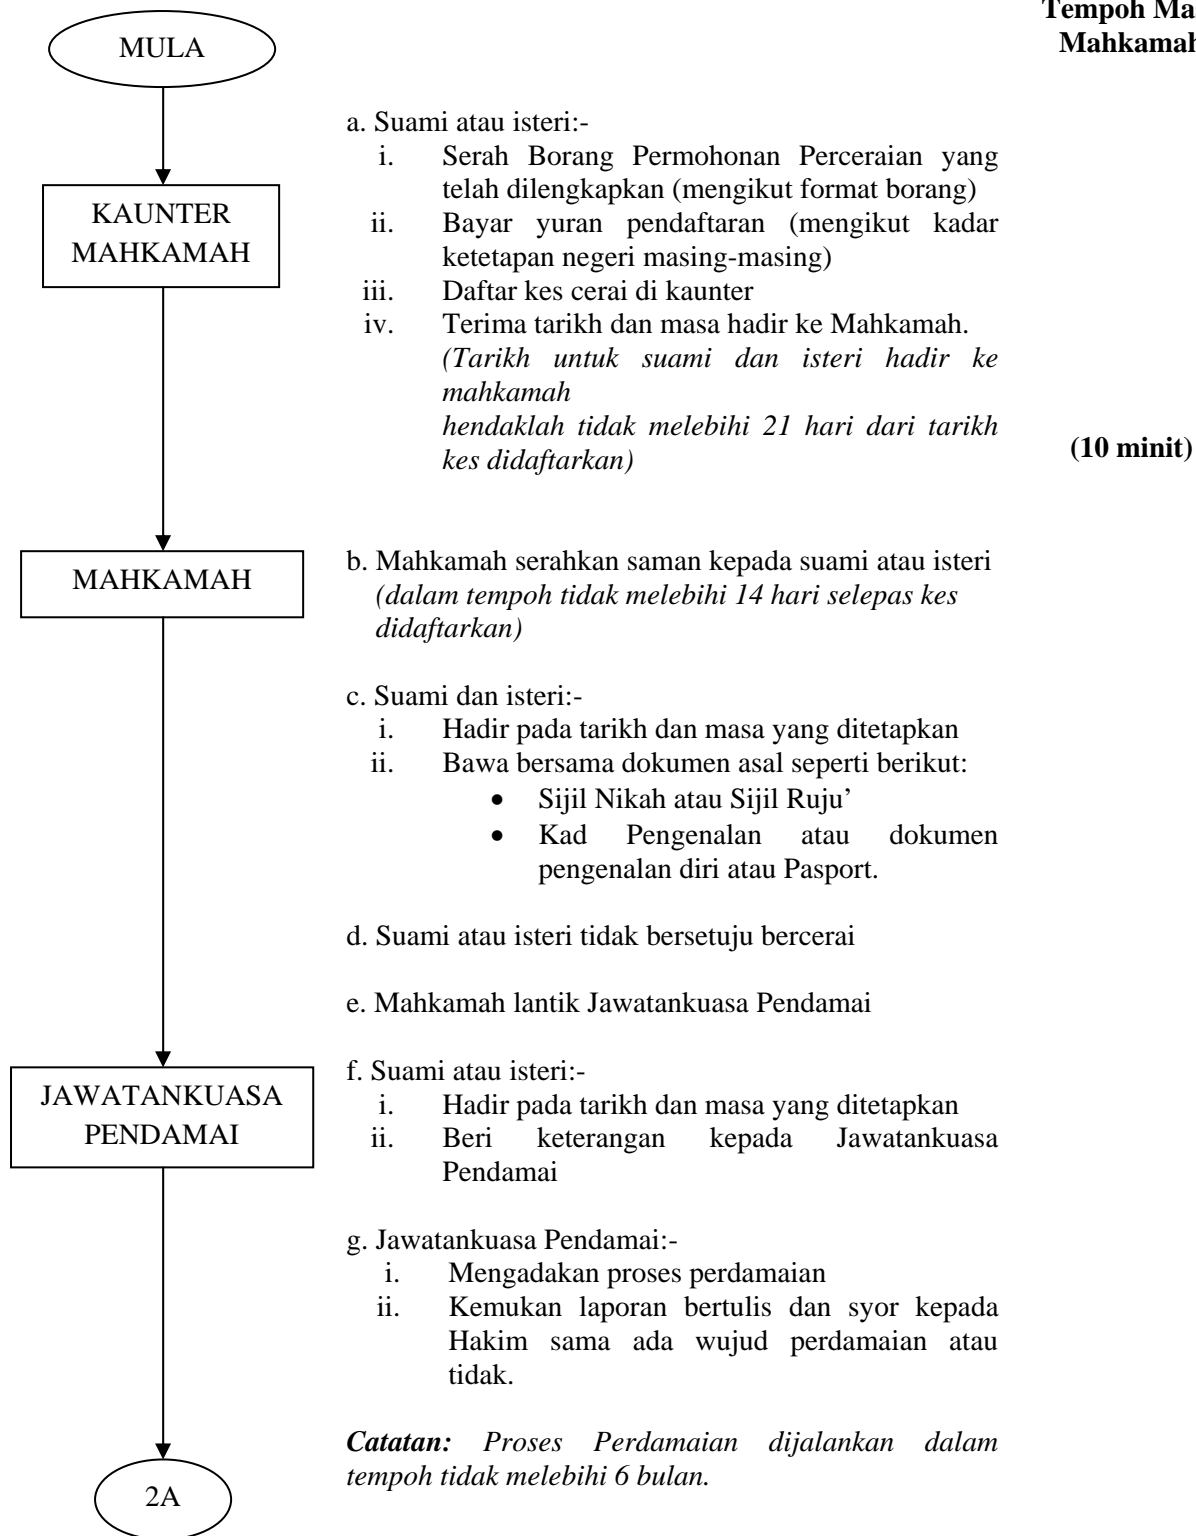 Tempoh Ma
Mahkamah
MULA
a. Suami atau isteri:-
i. Serah Borang Permohonan Perceraian yang
telah dilengkapkan (mengikut format borang)
KAUNTER
MAHKAMAH
ii. Bayar yuran pendaftaran (mengikut kadar
ketetapan negeri masing-masing)
iii. Daftar kes cerai di kaunter
iv. Terima tarikh dan masa hadir ke Mahkamah.
(Tarikh untuk suami dan isteri hadir ke
mahkamah
hendaklah tidak melebihi 21 hari dari tarikh
kes didaftarkan)
(10 minit)
MAHKAMAH
b. Mahkamah serahkan saman kepada suami atau isteri
(dalam tempoh tidak melebihi 14 hari selepas kes
didaftarkan)
c. Suami dan isteri:-
i. Hadir pada tarikh dan masa yang ditetapkan
ii. Bawa bersama dokumen asal seperti berikut:
• Sijil Nikah atau Sijil Ruju’
• Kad Pengenalan atau dokumen
pengenalan diri atau Pasport.
d. Suami atau isteri tidak bersetuju bercerai
e. Mahkamah lantik Jawatankuasa Pendamai
JAWATANKUASA
PENDAMAI
f. Suami atau isteri:-
i. Hadir pada tarikh dan masa yang ditetapkan
ii. Beri keterangan kepada Jawatankuasa
Pendamai
g. Jawatankuasa Pendamai:-
i. Mengadakan proses perdamaian
ii. Kemukan laporan bertulis dan syor kepada
Hakim sama ada wujud perdamaian atau
tidak.
Catatan: Proses Perdamaian dijalankan dalam
tempoh tidak melebihi 6 bulan.
2A